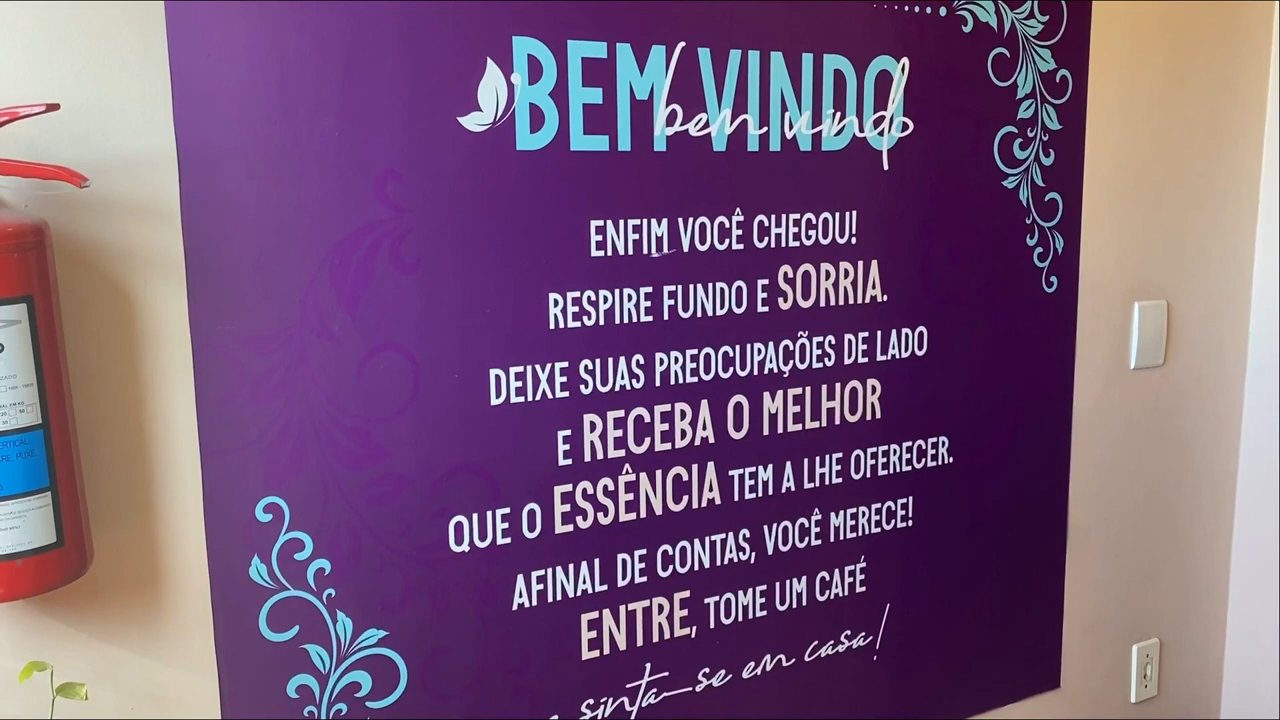 BEM VINDO
bem vindo
ENFIM VOCÊ CHEGOU!
RESPIRE FUNDO E SORRIA.
DEIXE SUAS PREOCUPAÇÕES DE LADO
E RECEBA O MELHOR
QUE O ESSÊNCIA TEM A LHE OFERECER.
AFINAL DE CONTAS, VOCÊ MERECE!
ENTRE, TOME UM CAFÉ
sinta-se em casa!
PUXE